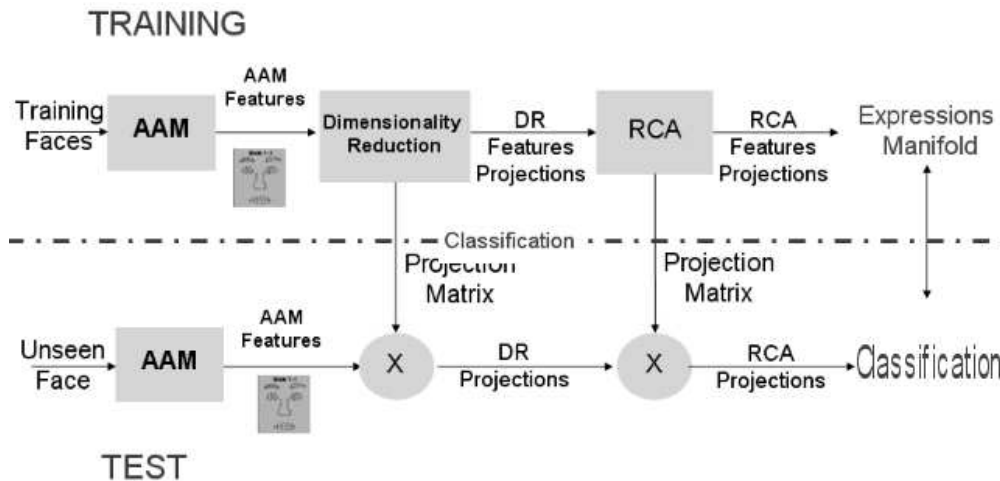 TRAINING
AAM
Features
Training
Faces
AAM
Dimensionality
Reduction
DR
Features
Projections
RCA
RCA
Features
Projections
Expressions
Manifold
Classification
Projection
Matrix
Projection
Matrix
Unseen
Face
AAM
AAM
Features
X
DR
Projections
X
RCA
Projections
Classification
TEST